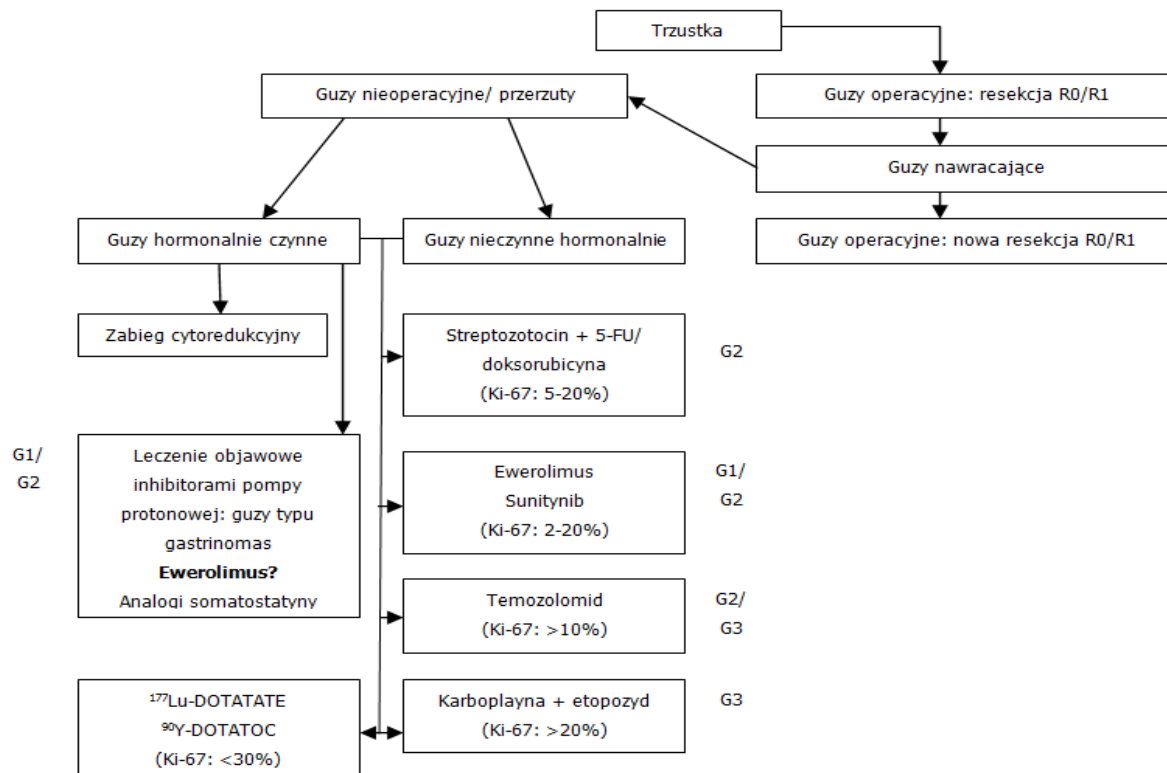 Trzustka
Guzy nieoperacyjne/ przerzuty
Guzy operacyjne: resekcja R0/R1
Guzy nawracające
Guzy hormonalnie czynne
Guzy nieczynne hormonalnie
Guzy operacyjne: nowa resekcja R0/R1
Zabieg cytoredukcyjny
Streptozotocin + 5-FU/
doksorubicyna
(Ki-67: 5-20%)
G2
G1/
G2
Leczenie objawowe
inhibitorami pompy
protonowej: guzy typu
gastrinomas
Ewerolimus?
Analogi somatostatyny
Ewerolimus
Sunitynib
(Ki-67: 2-20%)
G1/
G2
Temozolomid
(Ki-67: >10%)
G2/
G3
¹⁷⁷Lu-DOTATATE
⁹⁰Y-DOTATOC
(Ki-67: <30%)
Karboplayna + etopozyd
(Ki-67: >20%)
G3